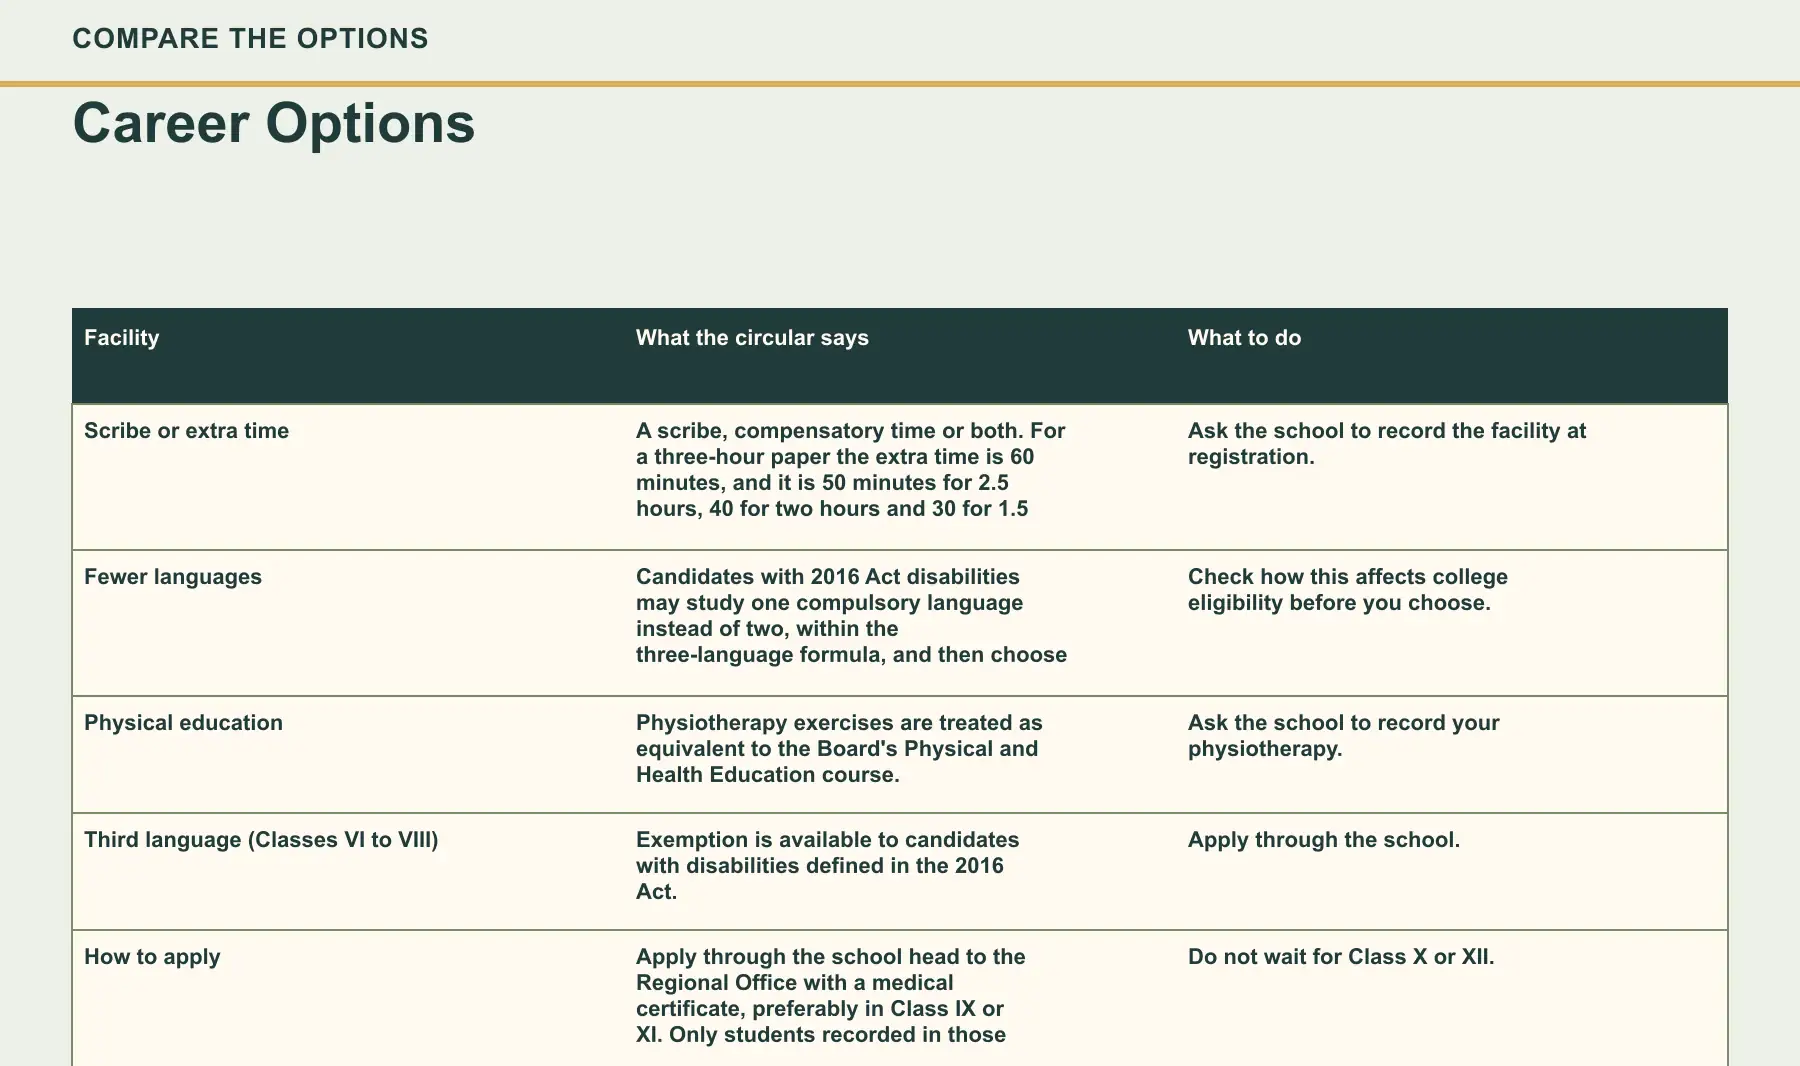 COMPARE THE OPTIONS
Career Options
Facility
What the circular says
What to do
Scribe or extra time
A scribe, compensatory time or both. For
a three-hour paper the extra time is 60
minutes, and it is 50 minutes for 2.5
hours, 40 for two hours and 30 for 1.5
Ask the school to record the facility at
registration.
Fewer languages
Candidates with 2016 Act disabilities
may study one compulsory language
instead of two, within the
three-language formula, and then choose
Check how this affects college
eligibility before you choose.
Physical education
Physiotherapy exercises are treated as
equivalent to the Board's Physical and
Health Education course.
Ask the school to record your
physiotherapy.
Third language (Classes VI to VIII)
Exemption is available to candidates
with disabilities defined in the 2016
Act.
Apply through the school.
How to apply
Apply through the school head to the
Regional Office with a medical
certificate, preferably in Class IX or
XI. Only students recorded in those
Do not wait for Class X or XII.